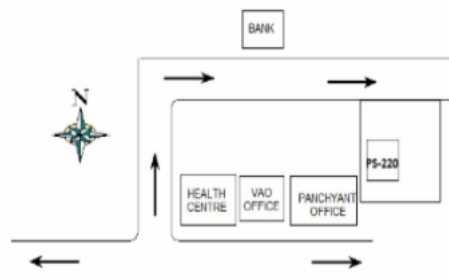 BANK
N
PS-220
HEALTH
CENTRE
VAO
OFFICE
PANCHYANT
OFFICE